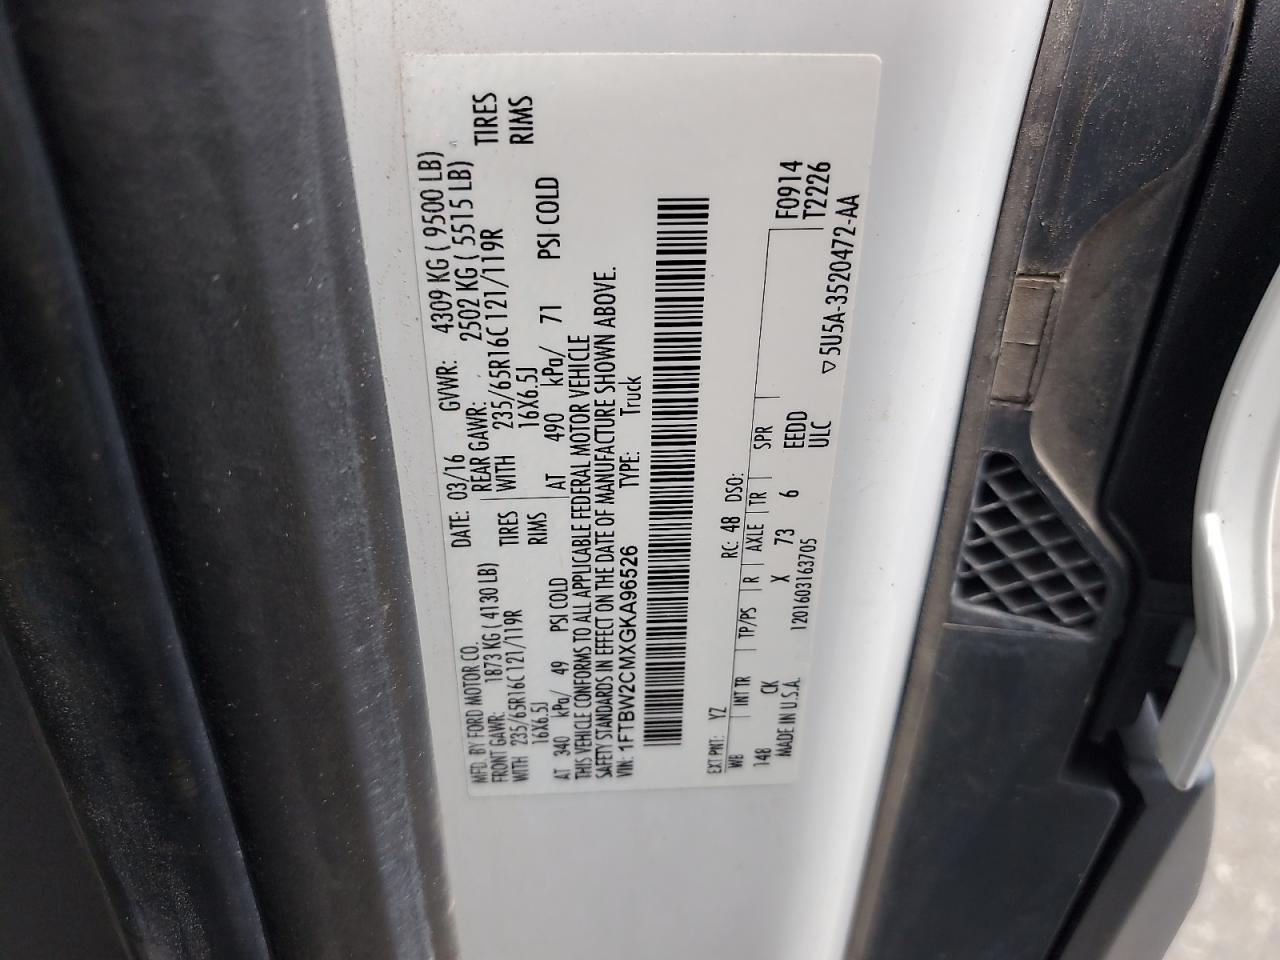 MFD. BY FORD MOTOR CO. DATE: 03/16 GVWR: 4309 KG ( 9500 LB)
FRONT GAWR: 1873 KG ( 4130 LB) REAR GAWR: 2502 KG ( 5515 LB)
WITH 235/65R16C 121/119R TIRES WITH 235/65R16C 121/119R TIRES
16X6.5J RIMS 16X6.5J RIMS
AT 340 kPa/ 49 PSI COLD AT 490 kPa/ 71 PSI COLD
THIS VEHICLE CONFORMS TO ALL APPLICABLE FEDERAL MOTOR VEHICLE
SAFETY STANDARDS IN EFFECT ON THE DATE OF MANUFACTURE SHOWN ABOVE.
VIN: 1FTBW2CMXGKA96526 TYPE: Truck
EXT PNT: YZ RC: 48 DSO:
WB INT TR TP/PS R AXLE TR SPR F0914
148 CK X 73 6 EEDD T2226
MADE IN U.S.A. 1201603163705 ULC
▽5U5A-3520472-AA